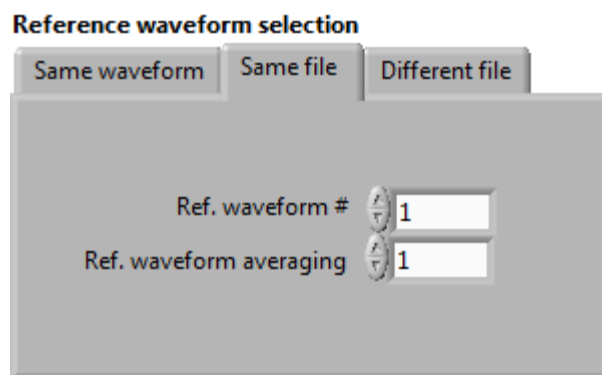 Reference waveform selection
Same waveform Same file Different file
Ref. waveform # 1
Ref. waveform averaging 1